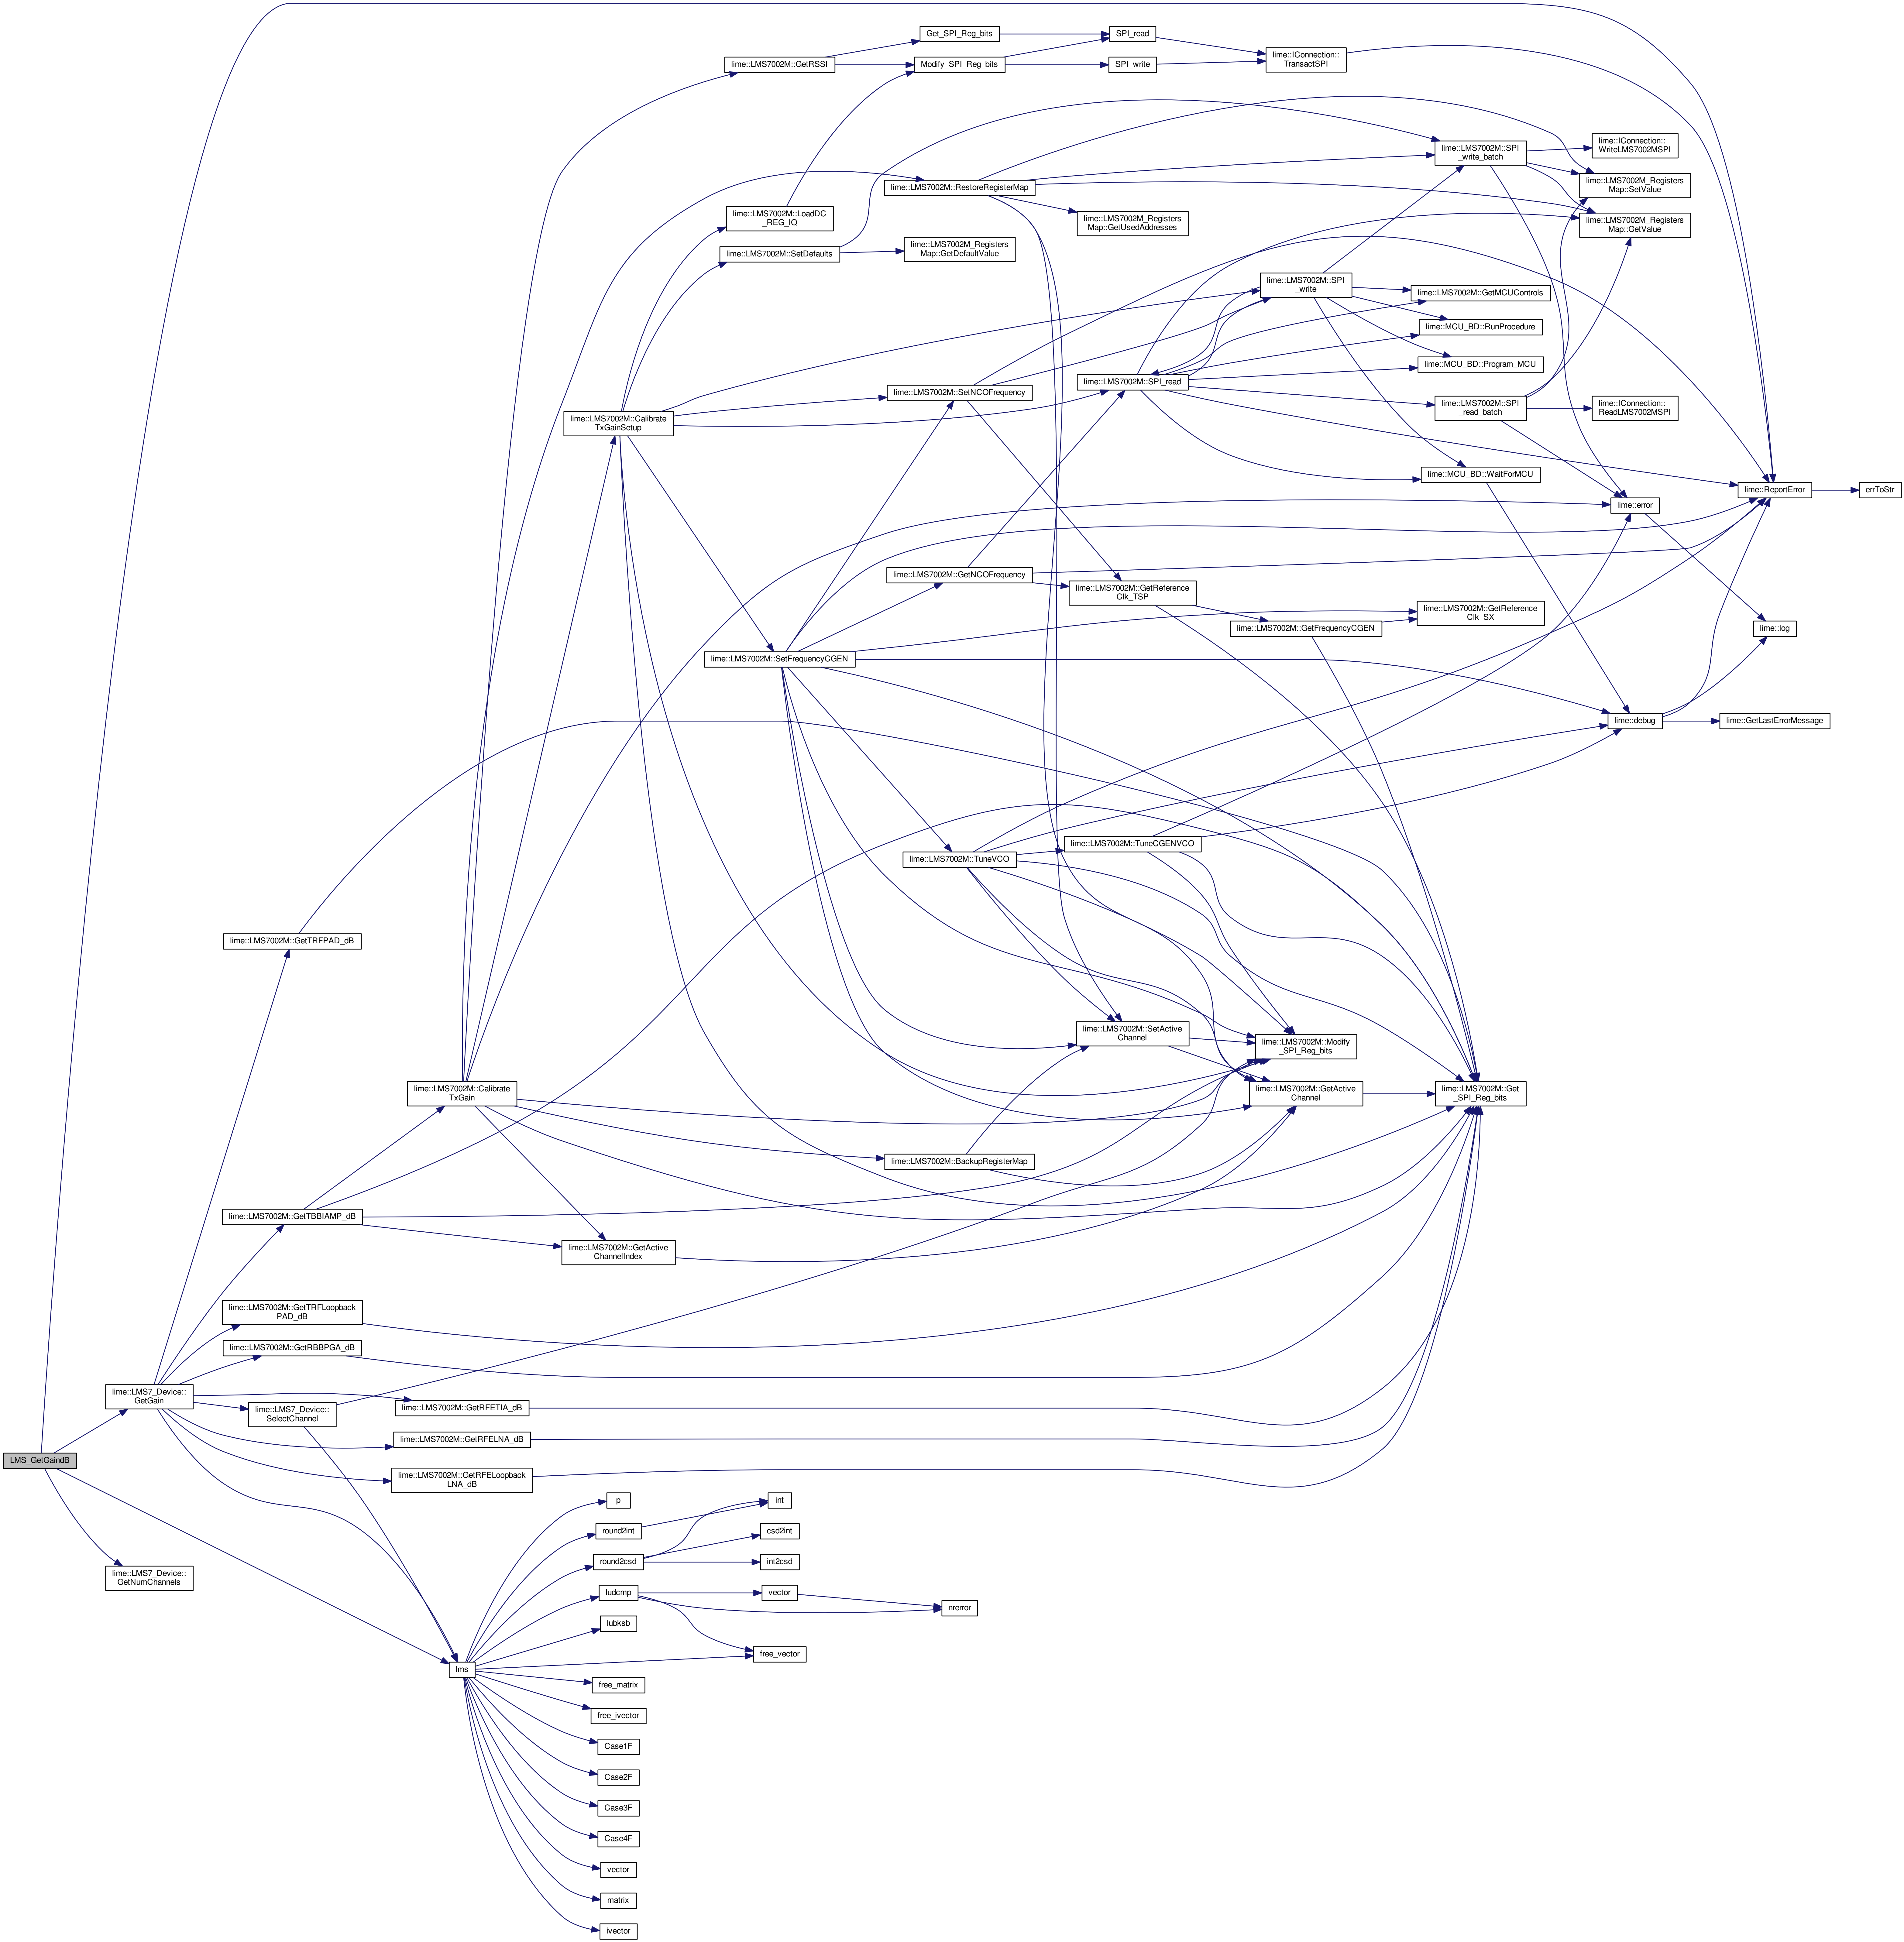 Get_SPI_Reg_bits
SPI_read
lime::LMS7002M::GetRSSI
Modify_SPI_Reg_bits
SPI_write
lime::IConnection::
TransactSPI
lime::LMS7002M::SPI
_write_batch
lime::IConnection::
WriteLMS7002MSPI
lime::LMS7002M::RestoreRegisterMap
lime::LMS7002M_Registers
Map::SetValue
lime::LMS7002M::LoadDC
_REG_IQ
lime::LMS7002M_Registers
Map::GetUsedAddresses
lime::LMS7002M_Registers
Map::GetValue
lime::LMS7002M::SetDefaults
lime::LMS7002M_Registers
Map::GetDefaultValue
lime::LMS7002M::SPI
_write
lime::LMS7002M::GetMCUControls
lime::MCU_BD::RunProcedure
lime::MCU_BD::Program_MCU
lime::LMS7002M::SPI_read
lime::LMS7002M::SetNCOFrequency
lime::LMS7002M::SPI
_read_batch
lime::IConnection::
ReadLMS7002MSPI
lime::LMS7002M::Calibrate
TxGainSetup
lime::MCU_BD::WaitForMCU
lime::ReportError
errToStr
lime::error
lime::LMS7002M::GetNCOFrequency
lime::LMS7002M::GetReference
Clk_TSP
lime::LMS7002M::GetReference
Clk_SX
lime::LMS7002M::GetFrequencyCGEN
lime::log
lime::LMS7002M::SetFrequencyCGEN
lime::debug
lime::GetLastErrorMessage
lime::LMS7002M::TuneCGENVCO
lime::LMS7002M::TuneVCO
lime::LMS7002M::GetTRFPAD_dB
lime::LMS7002M::SetActive
Channel
lime::LMS7002M::Modify
_SPI_Reg_bits
lime::LMS7002M::Calibrate
TxGain
lime::LMS7002M::GetActive
Channel
lime::LMS7002M::Get
_SPI_Reg_bits
lime::LMS7002M::BackupRegisterMap
lime::LMS7002M::GetTBBIAMP_dB
lime::LMS7002M::GetActive
ChannelIndex
lime::LMS7002M::GetTRFLoopback
PAD_dB
lime::LMS7002M::GetRBBPGA_dB
lime::LMS7_Device::
GetGain
lime::LMS7_Device::
SelectChannel
lime::LMS7002M::GetRFETIA_dB
lime::LMS7002M::GetRFELNA_dB
LMS_GetGaindB
lime::LMS7002M::GetRFELoopback
LNA_dB
p
int
round2int
csd2int
round2csd
int2csd
lime::LMS7_Device::
GetNumChannels
ludcmp
vector
nrerror
lubksb
free_vector
lms
free_matrix
free_ivector
Case1F
Case2F
Case3F
Case4F
vector
matrix
ivector